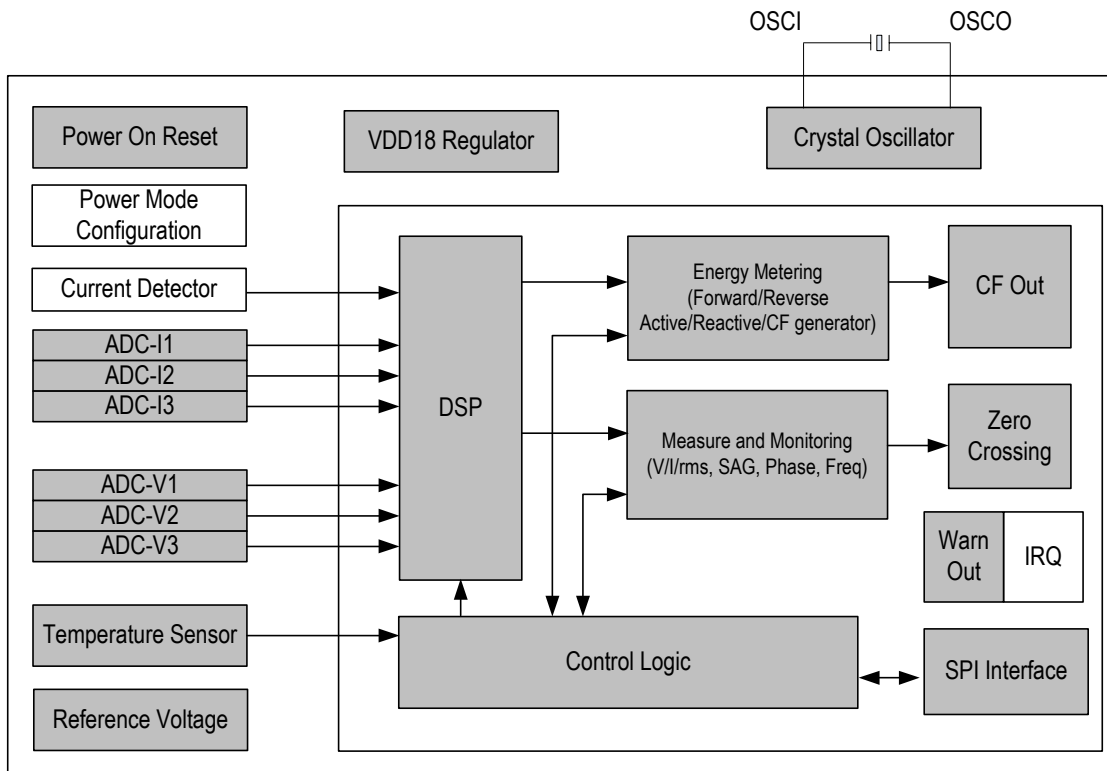 OSCI
OSCO
Power On Reset
VDD18 Regulator
Crystal Oscillator
Power Mode
Configuration
Current Detector
ADC-I1
ADC-I2
ADC-I3
ADC-V1
ADC-V2
ADC-V3
Temperature Sensor
Reference Voltage
DSP
Energy Metering
(Forward/Reverse
Active/Reactive/CF generator)
CF Out
Measure and Monitoring
(V/I/rms, SAG, Phase, Freq)
Zero
Crossing
Warn
Out
IRQ
Control Logic
SPI Interface